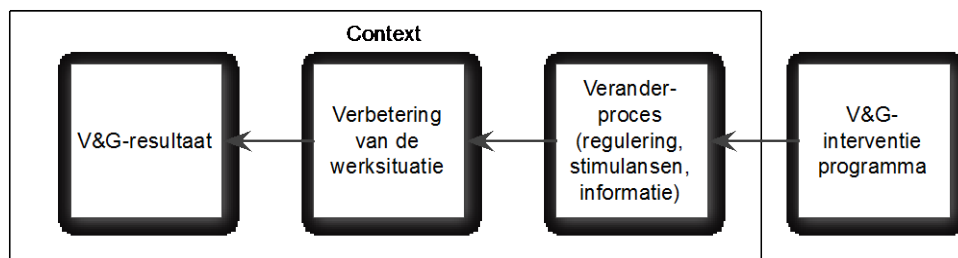 Context
V&G-resultaat
Verbetering
van de
werksituatie
Verander-
proces
(regulering,
stimulansen,
informatie)
V&G-
interventie
programma